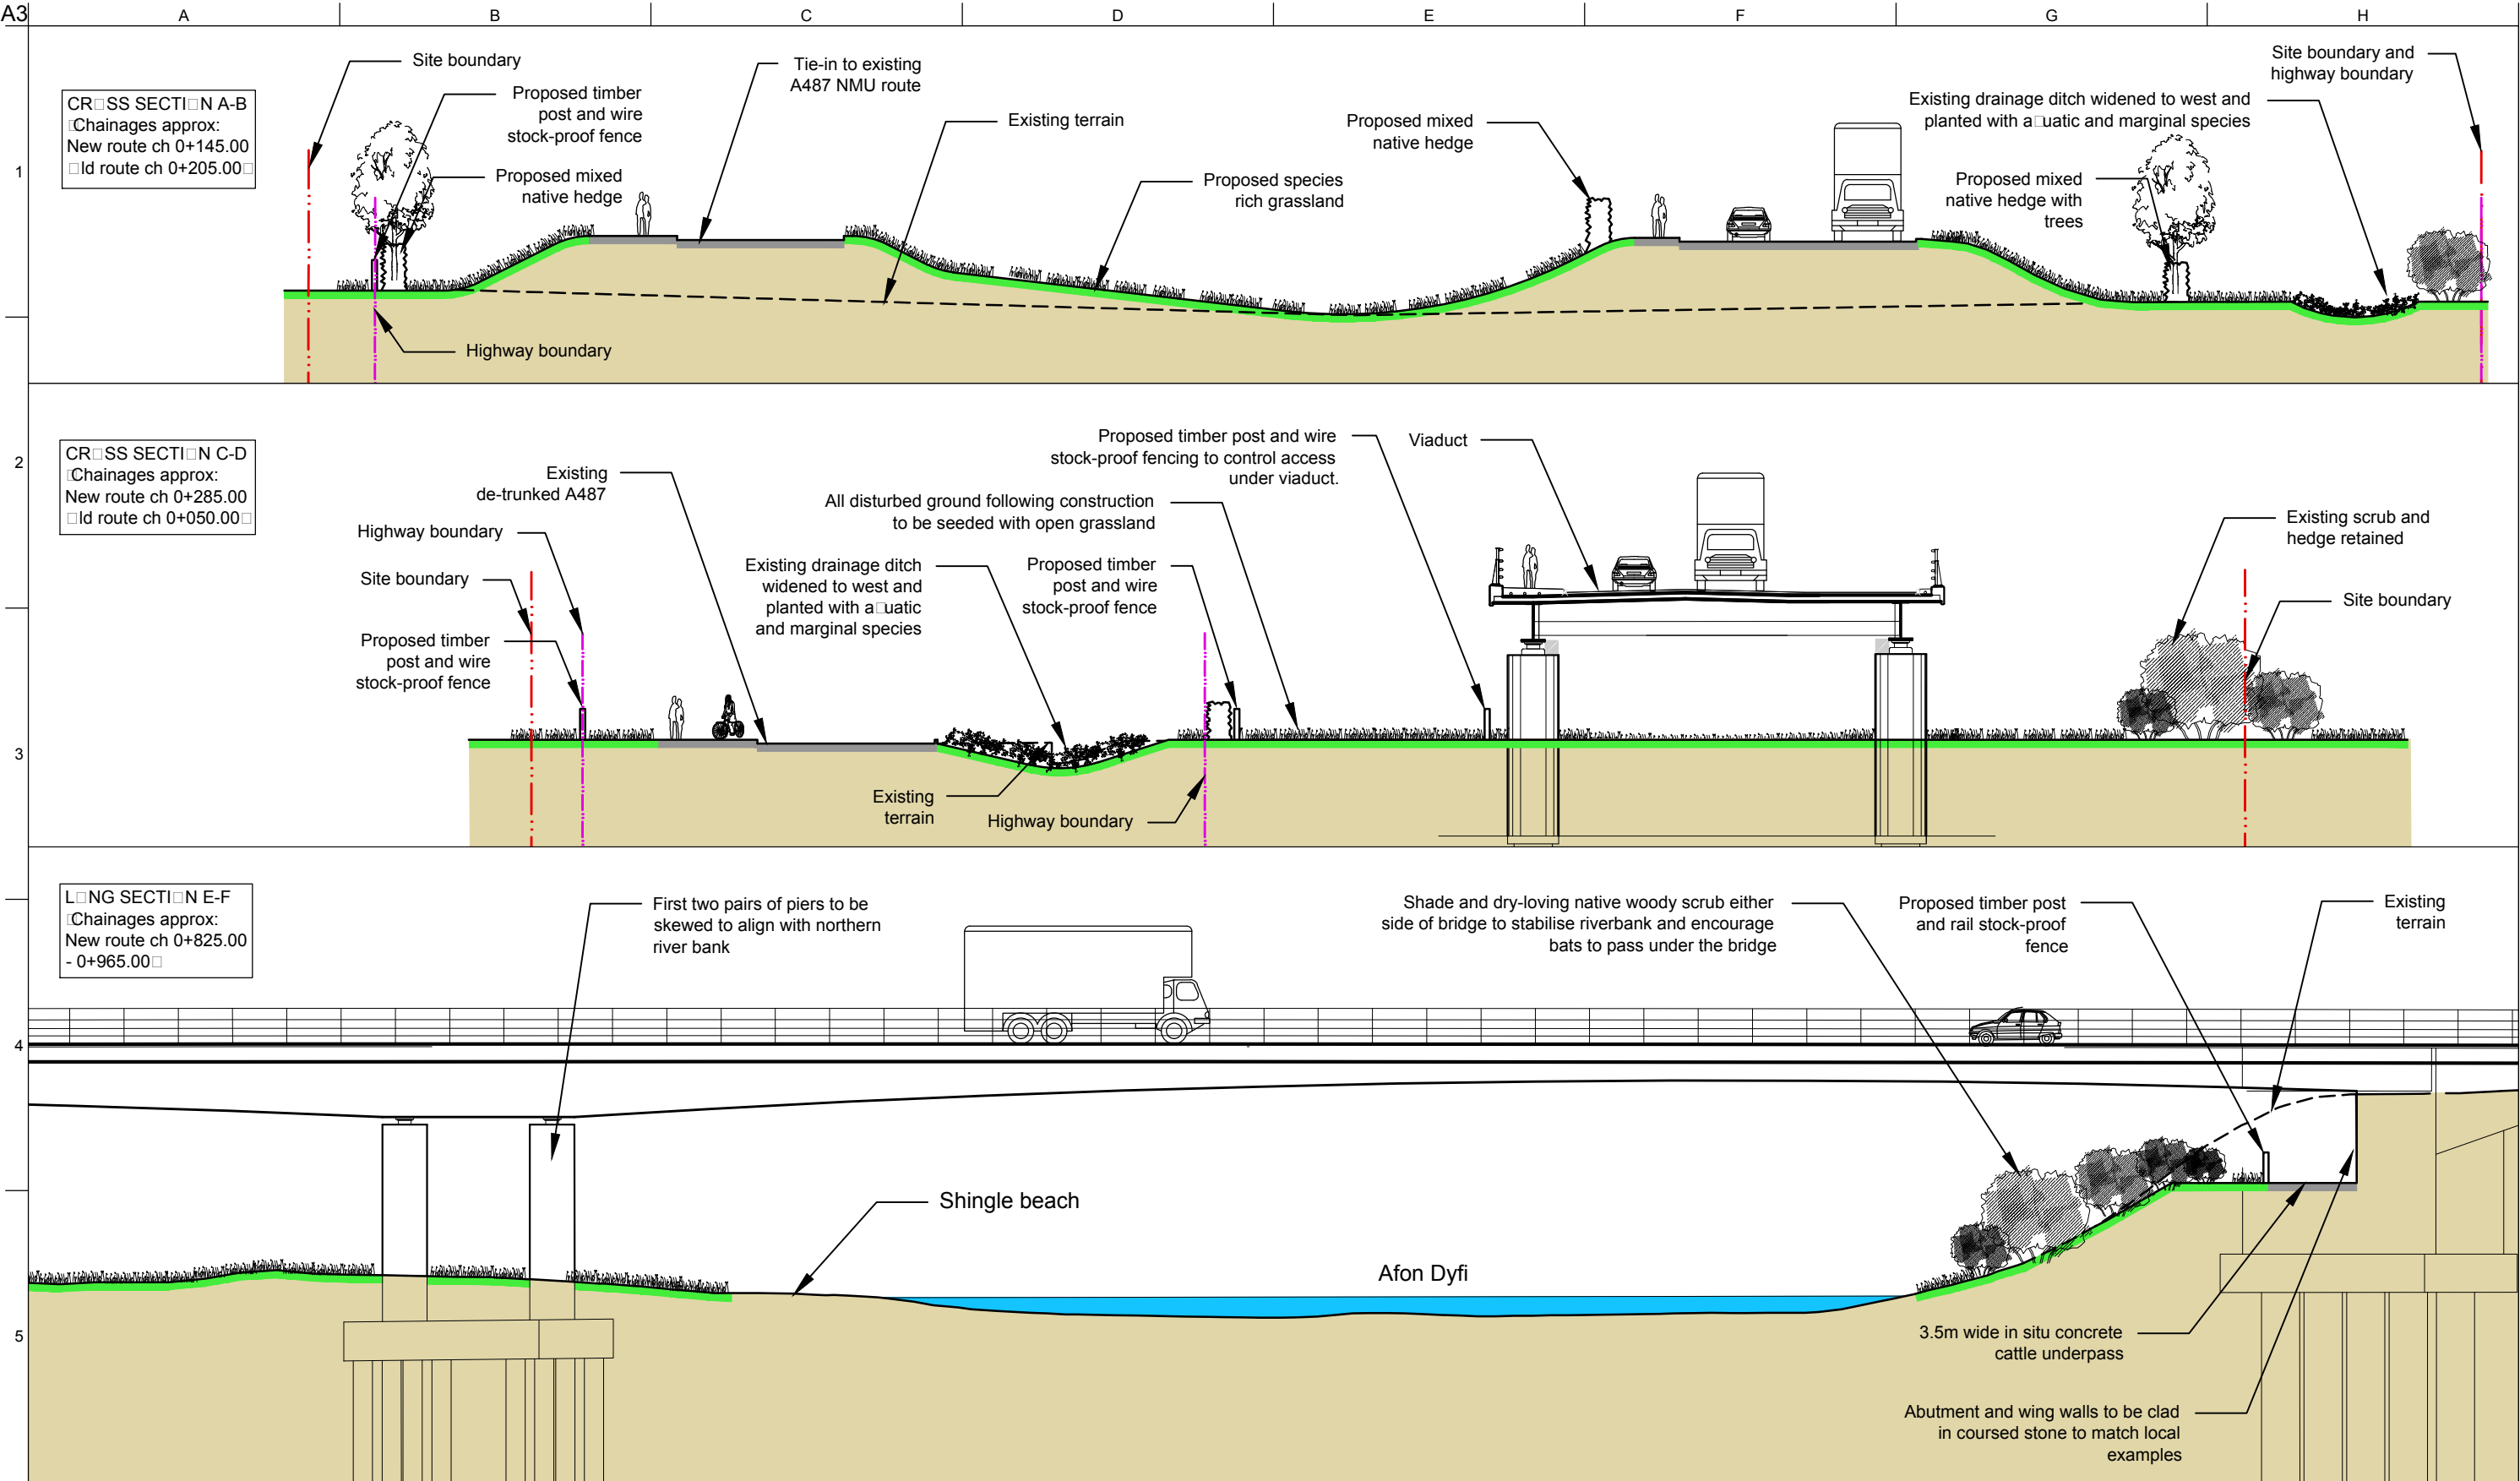 A3
A
B
C
D
E
F
G
H
1
2
3
4
5
CR□SS SECTI□N A-B
□Chainages approx:
New route ch 0+145.00
□ld route ch 0+205.00□
Site boundary
Proposed timber
post and wire
stock-proof fence
Proposed mixed
native hedge
Highway boundary
Tie-in to existing
A487 NMU route
Existing terrain
Proposed species
rich grassland
Proposed mixed
native hedge
Existing drainage ditch widened to west and
planted with a□uatic and marginal species
Proposed mixed
native hedge with
trees
Site boundary and
highway boundary
CR□SS SECTI□N C-D
□Chainages approx:
New route ch 0+285.00
□ld route ch 0+050.00□
Existing
de-trunked A487
Highway boundary
Site boundary
Proposed timber
post and wire
stock-proof fence
Existing drainage ditch
widened to west and
planted with a□uatic
and marginal species
Existing
terrain
Highway boundary
All disturbed ground following construction
to be seeded with open grassland
Proposed timber
post and wire
stock-proof fence
Proposed timber post and wire
stock-proof fencing to control access
under viaduct.
Viaduct
Existing scrub and
hedge retained
Site boundary
L□NG SECTI□N E-F
□Chainages approx:
New route ch 0+825.00
- 0+965.00□
First two pairs of piers to be
skewed to align with northern
river bank
Shingle beach
Afon Dyfi
Shade and dry-loving native woody scrub either
side of bridge to stabilise riverbank and encourage
bats to pass under the bridge
Proposed timber post
and rail stock-proof
fence
Existing
terrain
3.5m wide in situ concrete
cattle underpass
Abutment and wing walls to be clad
in coursed stone to match local
examples